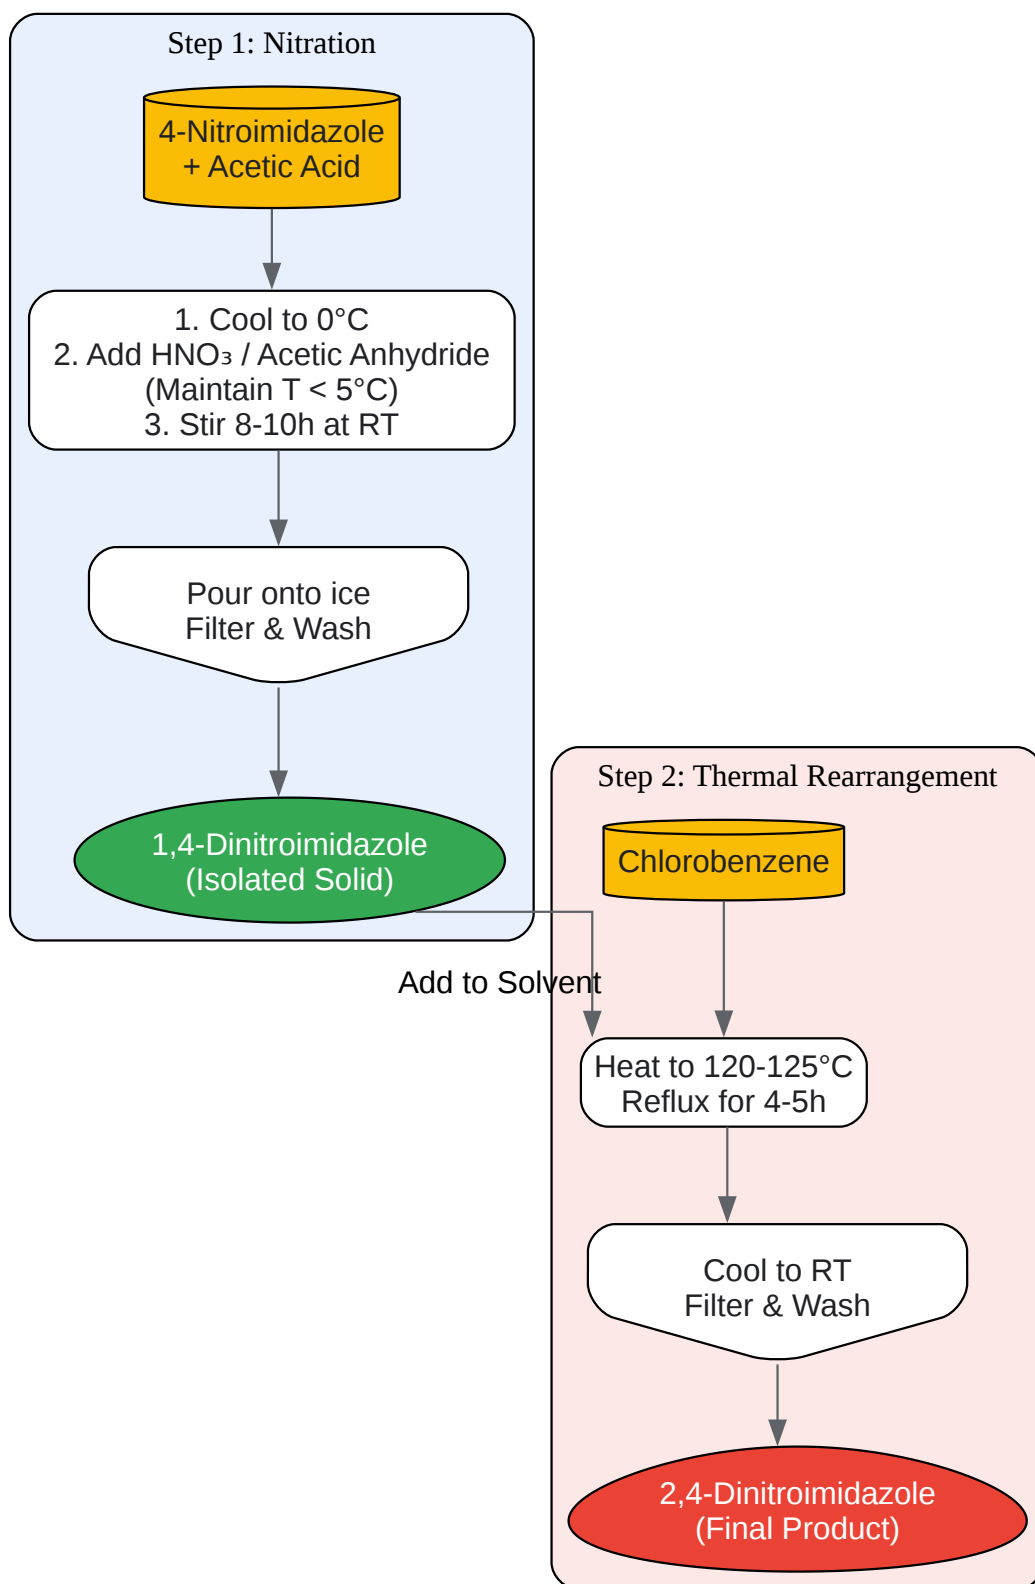 Step 1: Nitration
4-Nitroimidazole
+ Acetic Acid
1. Cool to 0°C
2. Add HNO₃ / Acetic Anhydride
(Maintain T < 5°C)
3. Stir 8-10h at RT
Pour onto ice
Filter & Wash
1,4-Dinitroimidazole
(Isolated Solid)
Add to Solvent
Step 2: Thermal Rearrangement
Chlorobenzene
Heat to 120-125°C
Reflux for 4-5h
Cool to RT
Filter & Wash
2,4-Dinitroimidazole
(Final Product)